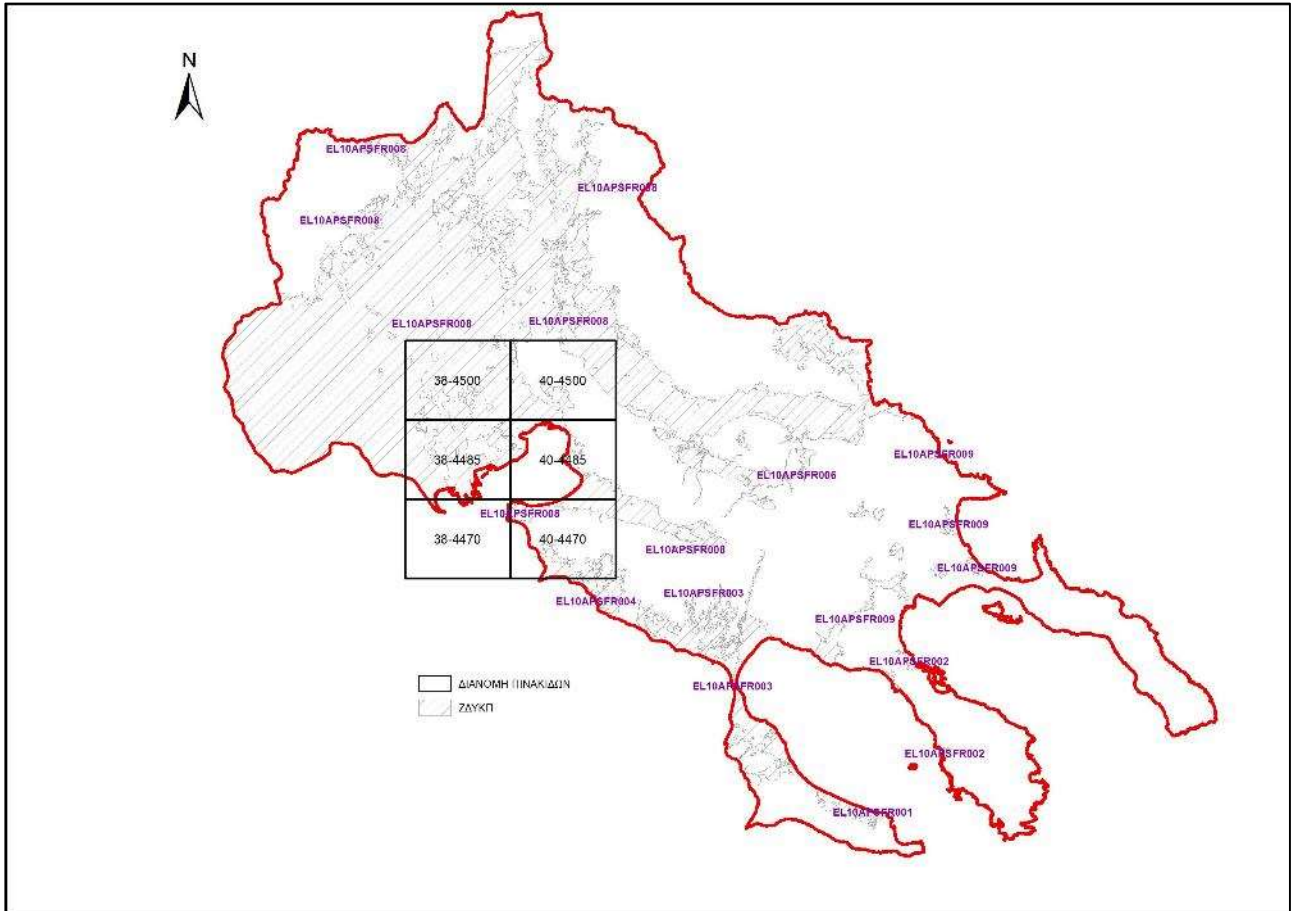 N
EL10APSFR008
EL10APSFR008
EL10APSFR008
EL10APSFR008
EL10APSFR008
38-4500
40-4500
38-4485
40-4485
EL10APSFR009
EL10APSFR006
EL10APSFR008
EL10APSFR009
38-4470
40-4470
EL10APSFR008
EL10APSFR009
EL10APSFR004
EL10APSFR003
EL10APSFR009
EL10APSFR002
ΔΙΑΝΟΜΗ ΠΙΝΑΚΙΔΩΝ
EL10APSFR003
ΖΔΥΚΠ
EL10APSFR002
EL10APSFR001